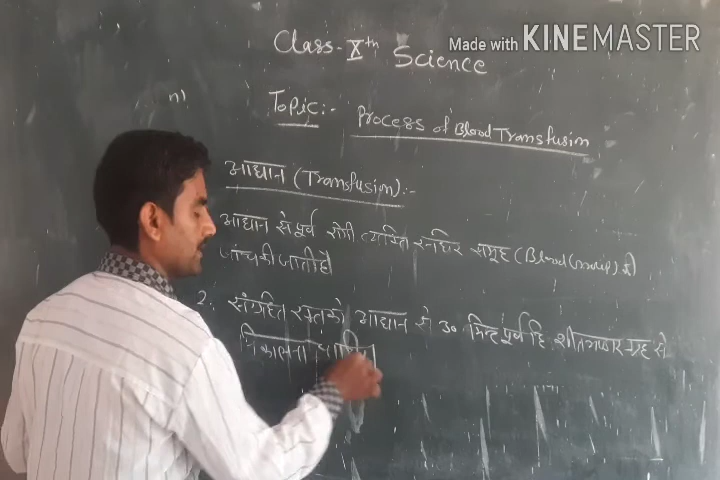 Class-Xth Science
Made with KINEMASTER
n)
Topic:- Process of Blood Transfusion
आधान (Transfusion):-
आधान से पूर्व रोगी व्यक्ति रूधिर समूह (Blood Group) की
जांच की जाती है
2. संग्रहित रक्त को आधान से 30 मिनट पूर्व हि शीतगृह से
निकालना चाहिए